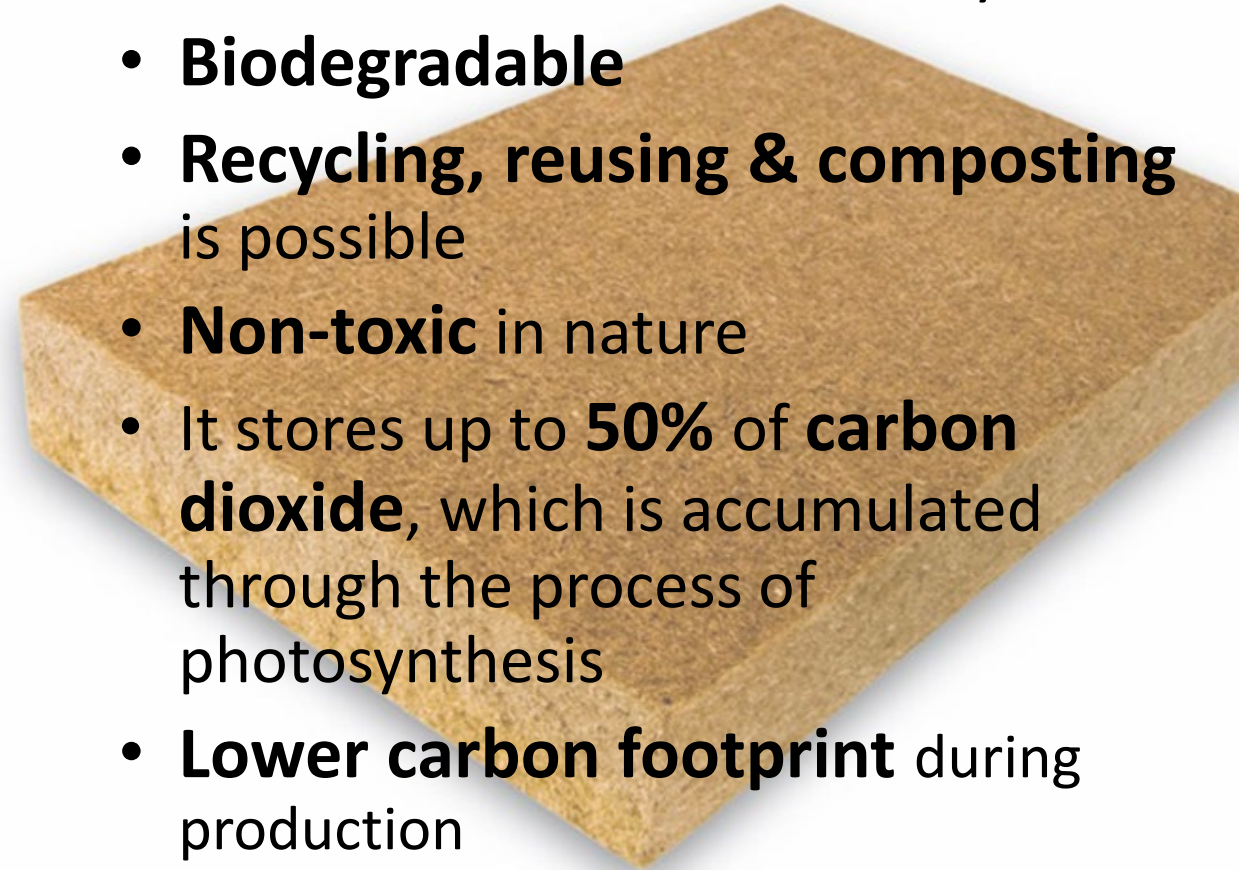 • Biodegradable
• Recycling, reusing & composting
is possible
• Non-toxic in nature
• It stores up to 50% of carbon
dioxide, which is accumulated
through the process of
photosynthesis
• Lower carbon footprint during
production